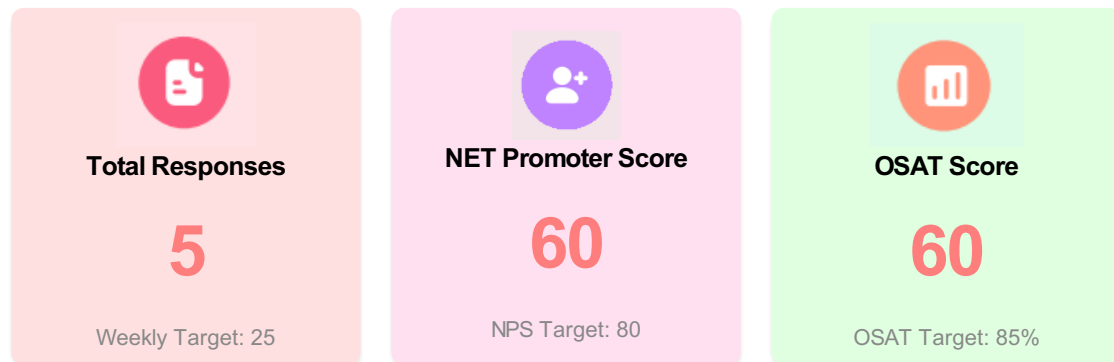 Total Responses
5
Weekly Target: 25
NET Promoter Score
60
NPS Target: 80
OSAT Score
60
OSAT Target: 85%